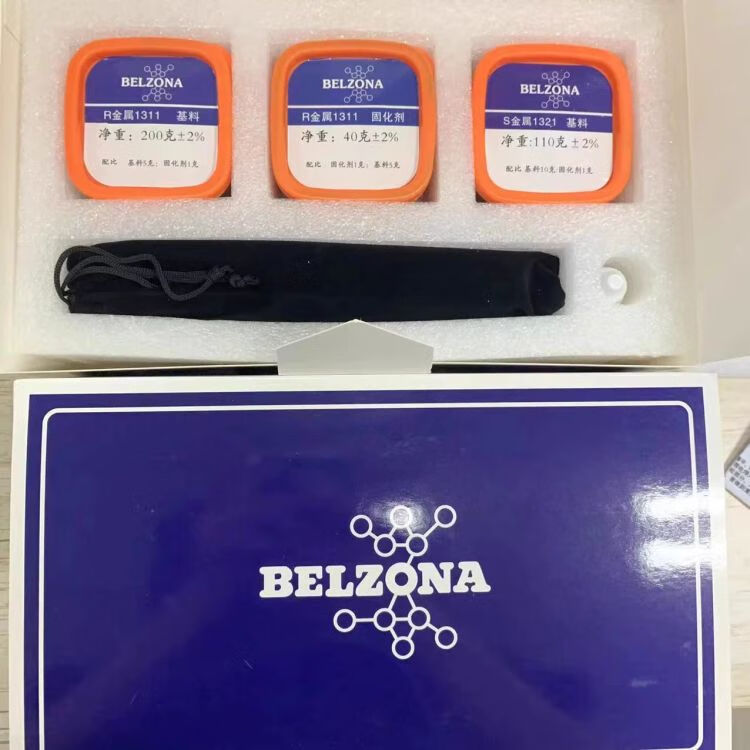 BELZONA
R金属1311 基料
净重：200克±2%
配比 基料5克：固化剂1克
BELZONA
R金属1311 固化剂
净重：40克±2%
配比 固化剂1克：基料5克
BELZONA
S金属1321 基料
净重:110克±2%
配比 基料10克:固化剂1克
BELZONA